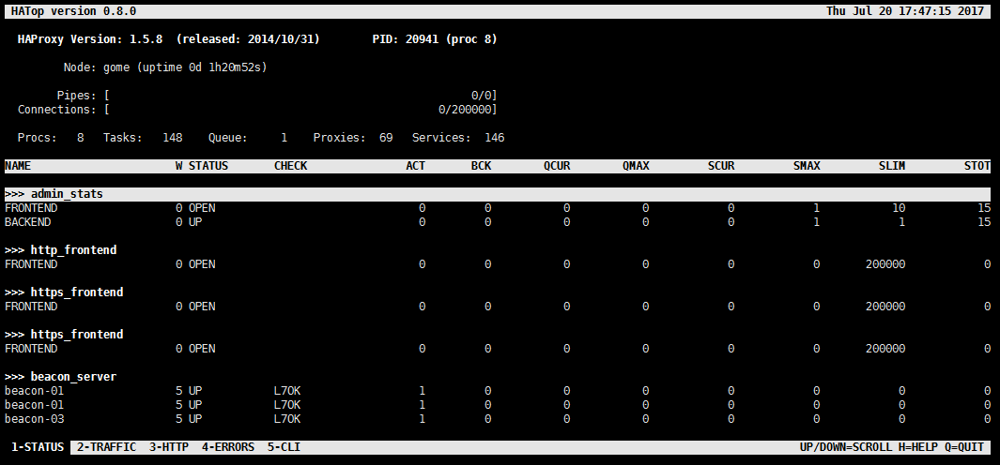 HATop version 0.8.0 Thu Jul 20 17:47:15 2017
HAProxy Version: 1.5.8 (released: 2014/10/31) PID: 20941 (proc 8)
Node: gome (uptime 0d 1h20m52s)
Pipes: [ 0/0]
Connections: [ 0/200000]
Procs: 8 Tasks: 148 Queue: 1 Proxies: 69 Services: 146
NAME W STATUS CHECK ACT BCK QCUR QMAX SCUR SMAX SLIM STOT
>>> admin_stats
FRONTEND 0 OPEN 0 0 0 0 0 1 10 15
BACKEND 0 UP 0 0 0 0 0 1 1 15
>>> http_frontend
FRONTEND 0 OPEN 0 0 0 0 0 0 200000 0
>>> https_frontend
FRONTEND 0 OPEN 0 0 0 0 0 0 200000 0
>>> https_frontend
FRONTEND 0 OPEN 0 0 0 0 0 0 200000 0
>>> beacon_server
beacon-01 5 UP L7OK 1 0 0 0 0 0 0 0
beacon-01 5 UP L7OK 1 0 0 0 0 0 0 0
beacon-03 5 UP L7OK 1 0 0 0 0 0 0 0
1-STATUS 2-TRAFFIC 3-HTTP 4-ERRORS 5-CLI UP/DOWN=SCROLL H=HELP Q=QUIT